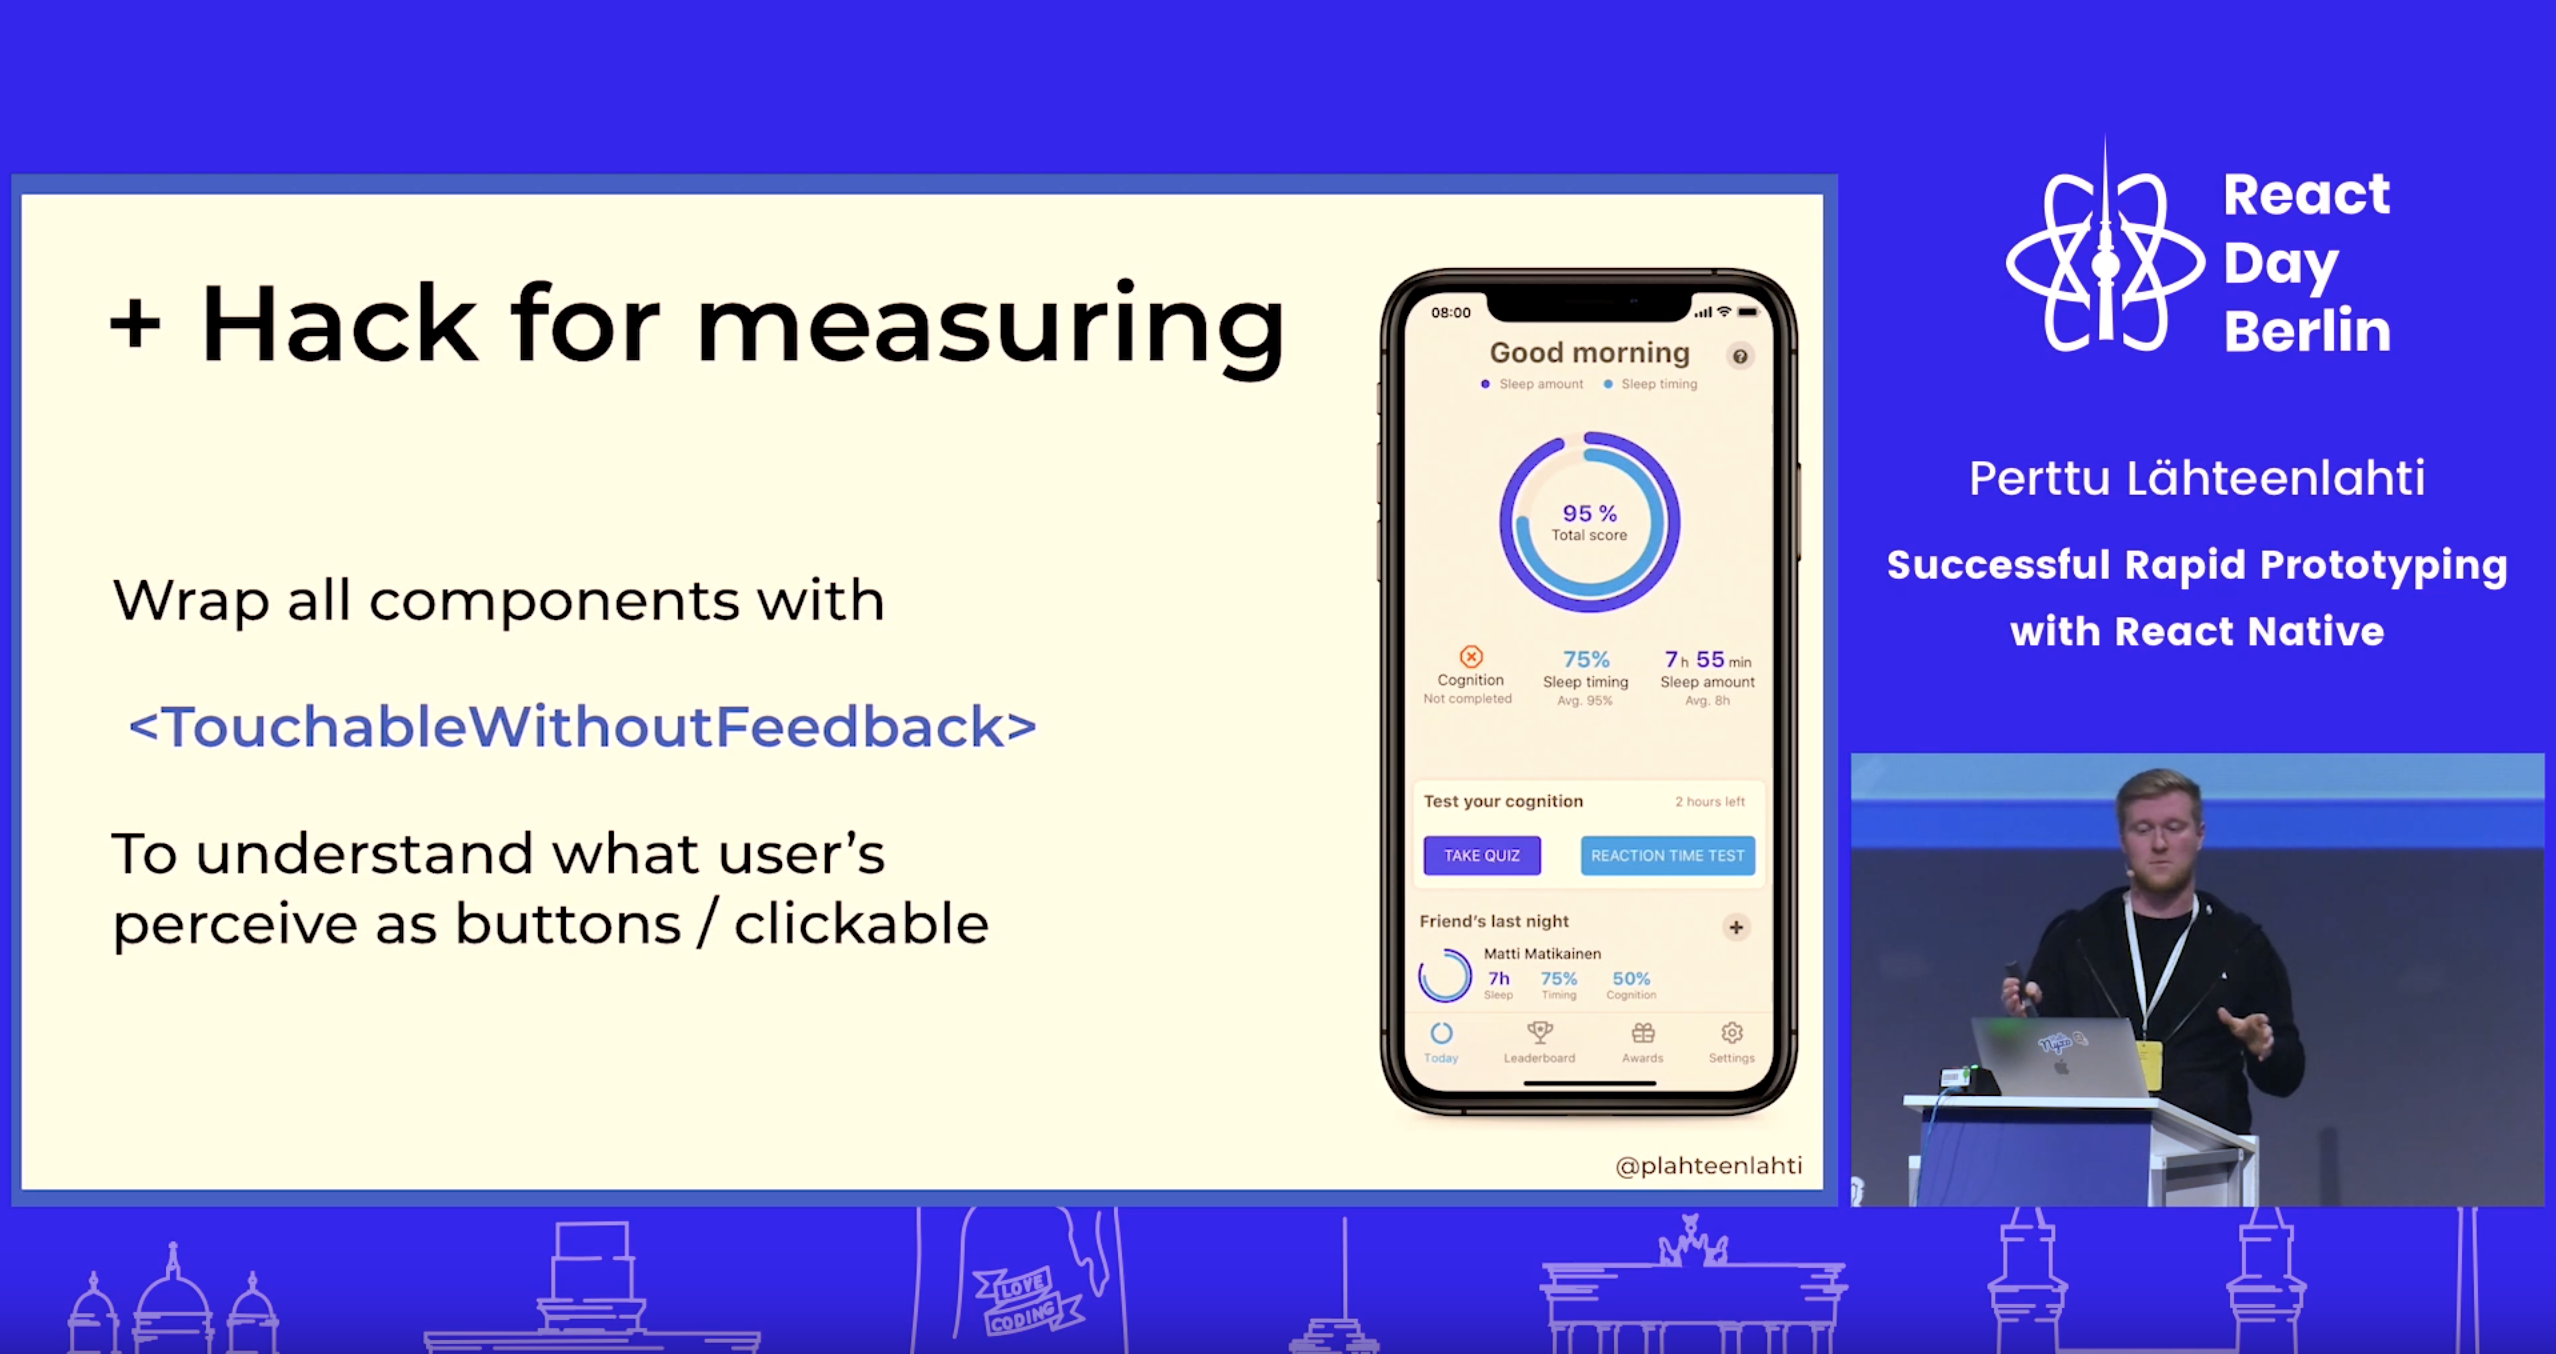 + Hack for measuring
Wrap all components with
<TouchableWithoutFeedback>
To understand what user’s
perceive as buttons / clickable
08:00
Good morning
?
Sleep amount
Sleep timing
95 %
Total score
Cognition
Not completed
75%
Sleep timing
Avg. 95%
7 h 55 min
Sleep amount
Avg. 8h
Test your cognition
2 hours left
TAKE QUIZ
REACTION TIME TEST
Friend’s last night
+
Matti Matikainen
7h
Sleep
75%
Timing
50%
Cognition
Today
Leaderboard
Awards
Settings
@plahteenlahti
React
Day
Berlin
Perttu Lähteenlahti
Successful Rapid Prototyping
with React Native
Nyxo
LOVE
CODING